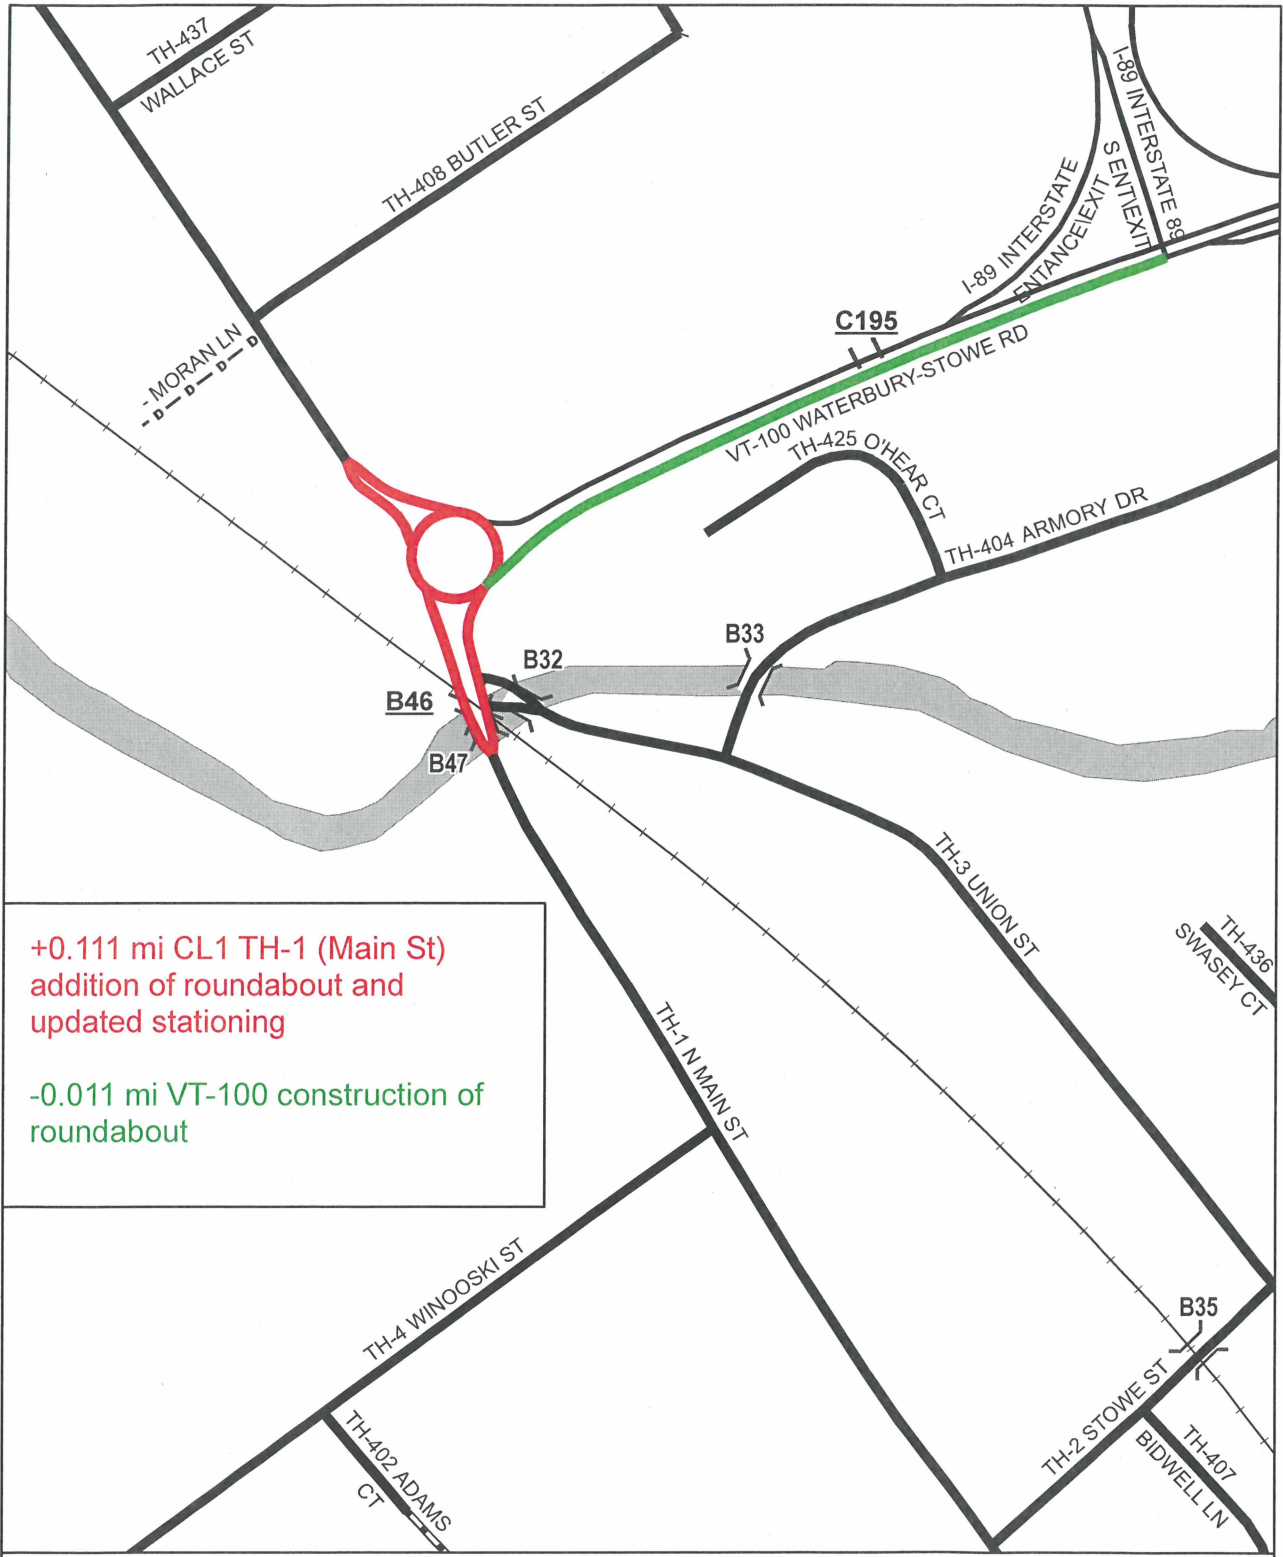 TH-437
WALLACE ST
TH-408 BUTLER ST
I-89 INTERSTATE 89
S ENT\EXIT
I-89 INTERSTATE
ENTANCE\EXIT
C195
- MORAN LN
D D D D
VT-100 WATERBURY-STOWE RD
TH-425 O'HEAR CT
TH-404 ARMORY DR
B33
B32
B46
B47
TH-3 UNION ST
TH-436
SWASEY CT
+0.111 mi CL1 TH-1 (Main St)
addition of roundabout and
updated stationing
-0.011 mi VT-100 construction of
roundabout
TH-1 N MAIN ST
TH-4 WINOOSKI ST
B35
TH-2 STOWE ST
TH-402 ADAMS
CT
TH-407
BIDWELL LN